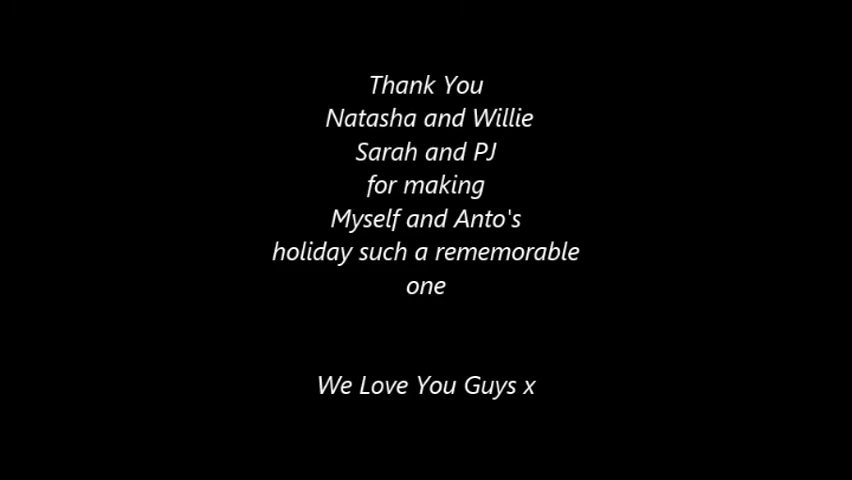 Thank You
Natasha and Willie
Sarah and PJ
for making
Myself and Anto's
holiday such a rememorable
one
We Love You Guys x